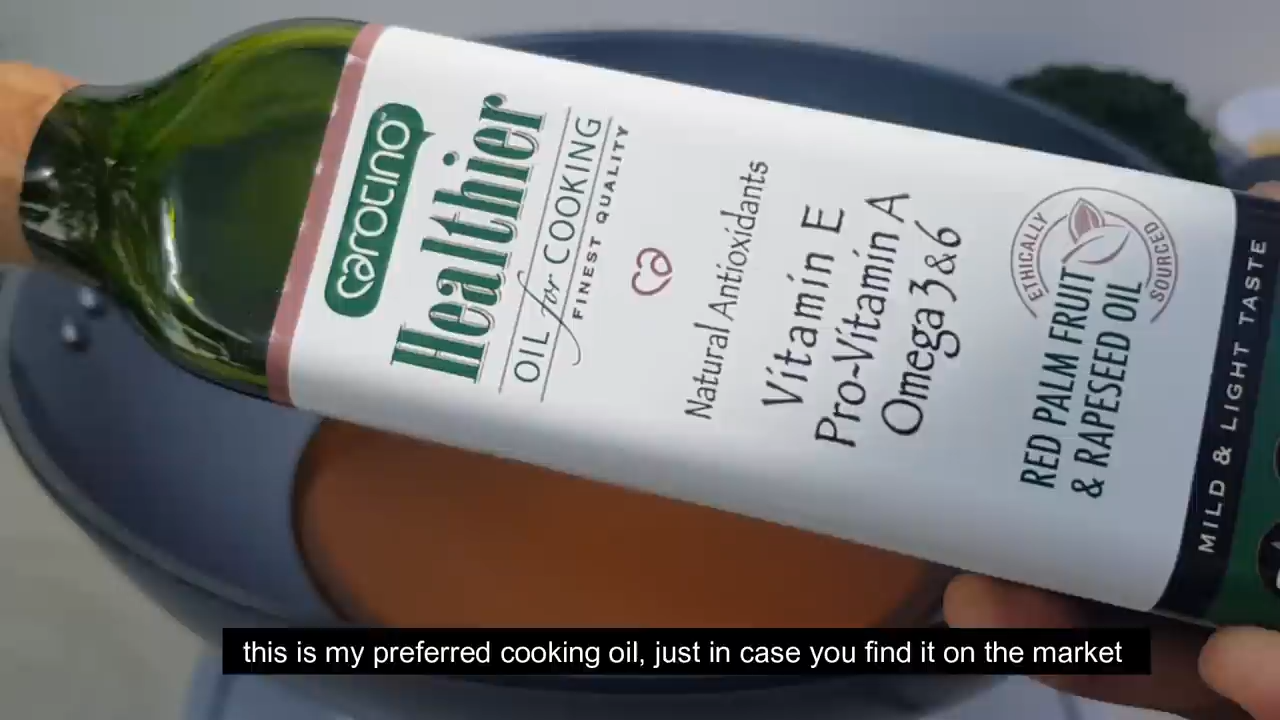 carotino™
Healthier
OIL for COOKING
FINEST QUALITY
Natural Antioxidants
Vitamin E
Pro-Vitamin A
Omega 3 & 6
ETHICALLY SOURCED
RED PALM FRUIT
& RAPESEED OIL
MILD & LIGHT TASTE
this is my preferred cooking oil, just in case you find it on the market